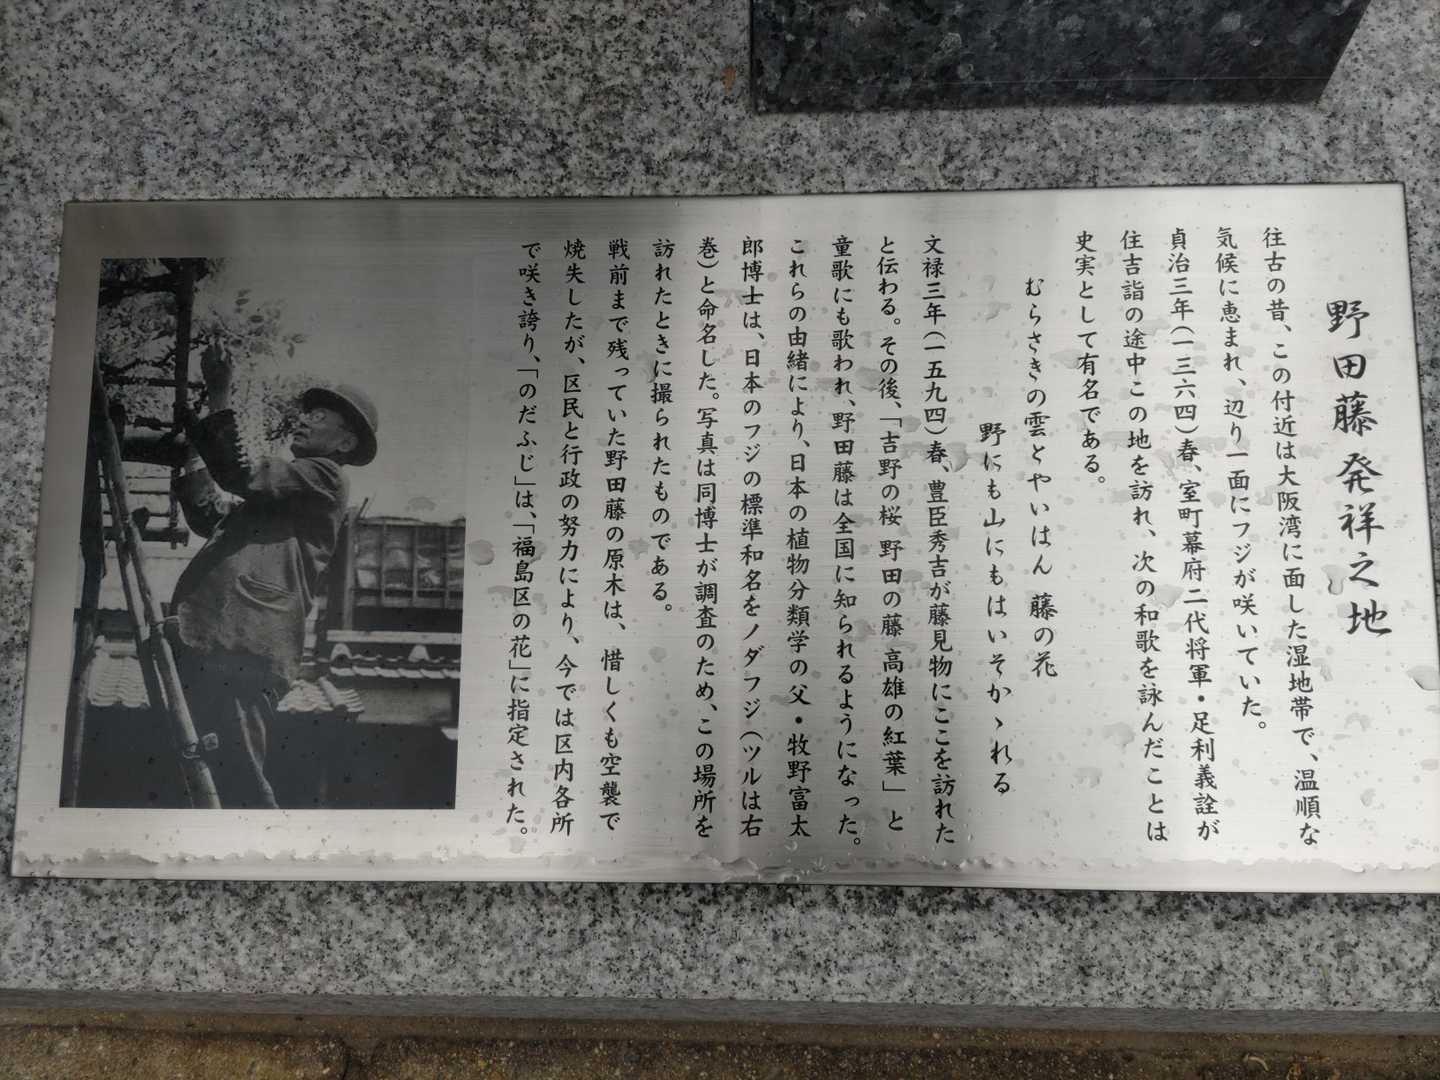 野田藤発祥之地
往古の昔、この付近は大阪湾に面した湿地帯で、温順な
気候に恵まれ、辺り一面にフジが咲いていた。
貞治三年（一三六四）春、室町幕府二代将軍・足利義詮が
住吉詣の途中この地を訪れ、次の和歌を詠んだことは
史実として有名である。
むらさきの雲とやいはん 藤の花
野にも山にもはいそかゝれる
文禄三年（一五九四）春、豊臣秀吉が藤見物にここを訪れた
と伝わる。その後、「吉野の桜 野田の藤 高雄の紅葉」と
童歌にも歌われ、野田藤は全国に知られるようになった。
これらの由緒により、日本の植物分類学の父・牧野富太
郎博士は、日本のフジの標準和名をノダフジ（ツルは右
巻）と命名した。写真は同博士が調査のため、この場所を
訪れたときに撮られたものである。
戦前まで残っていた野田藤の原木は、惜しくも空襲で
焼失したが、区民と行政の努力により、今では区内各所
で咲き誇り、「のだふじ」は、「福島区の花」に指定された。